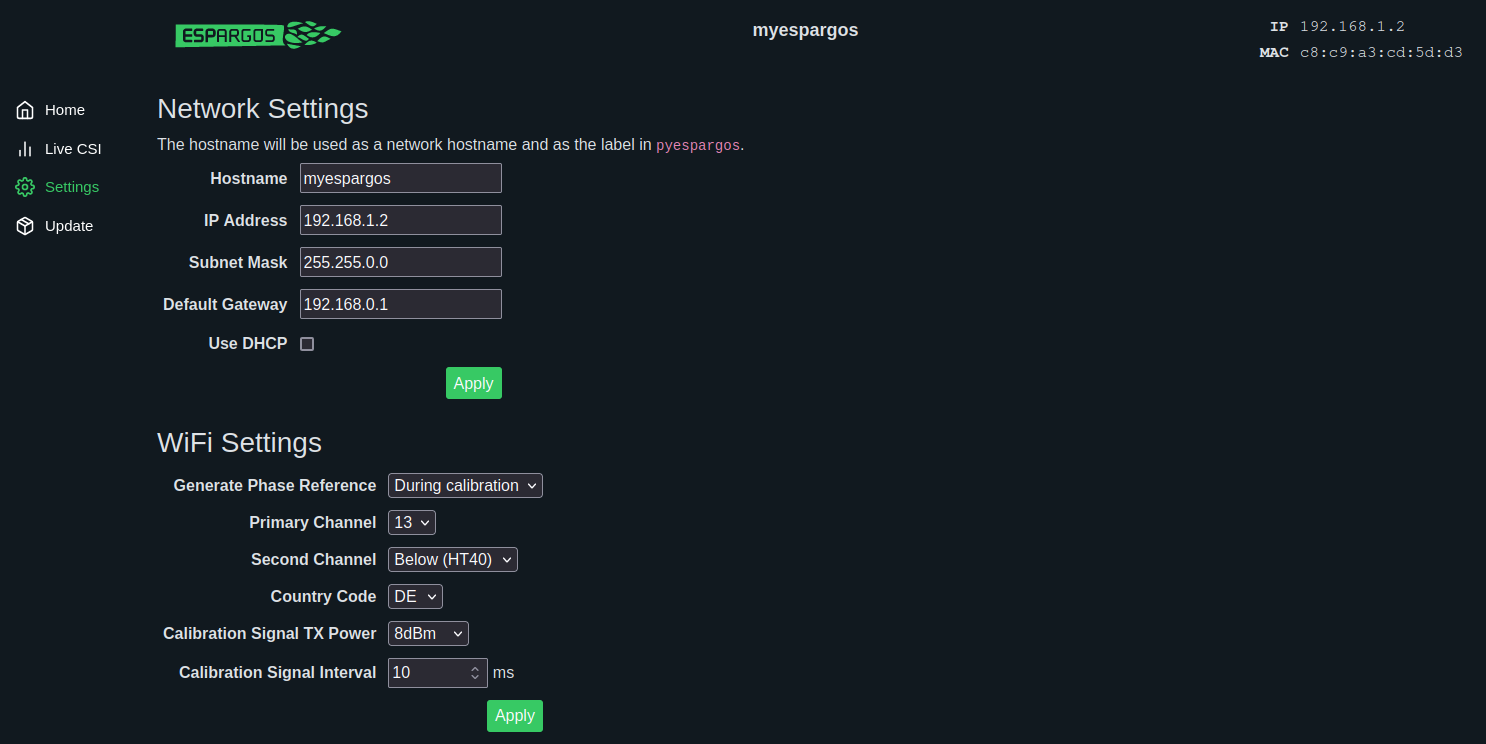 ESPARGOS
myespargos
IP 192.168.1.2
MAC c8:c9:a3:cd:5d:d3
Home
Live CSI
Settings
Update
Network Settings
The hostname will be used as a network hostname and as the label in pyespargos.
Hostname myespargos
IP Address 192.168.1.2
Subnet Mask 255.255.0.0
Default Gateway 192.168.0.1
Use DHCP
Apply
WiFi Settings
Generate Phase Reference During calibration
Primary Channel 13
Second Channel Below (HT40)
Country Code DE
Calibration Signal TX Power 8dBm
Calibration Signal Interval 10 ms
Apply